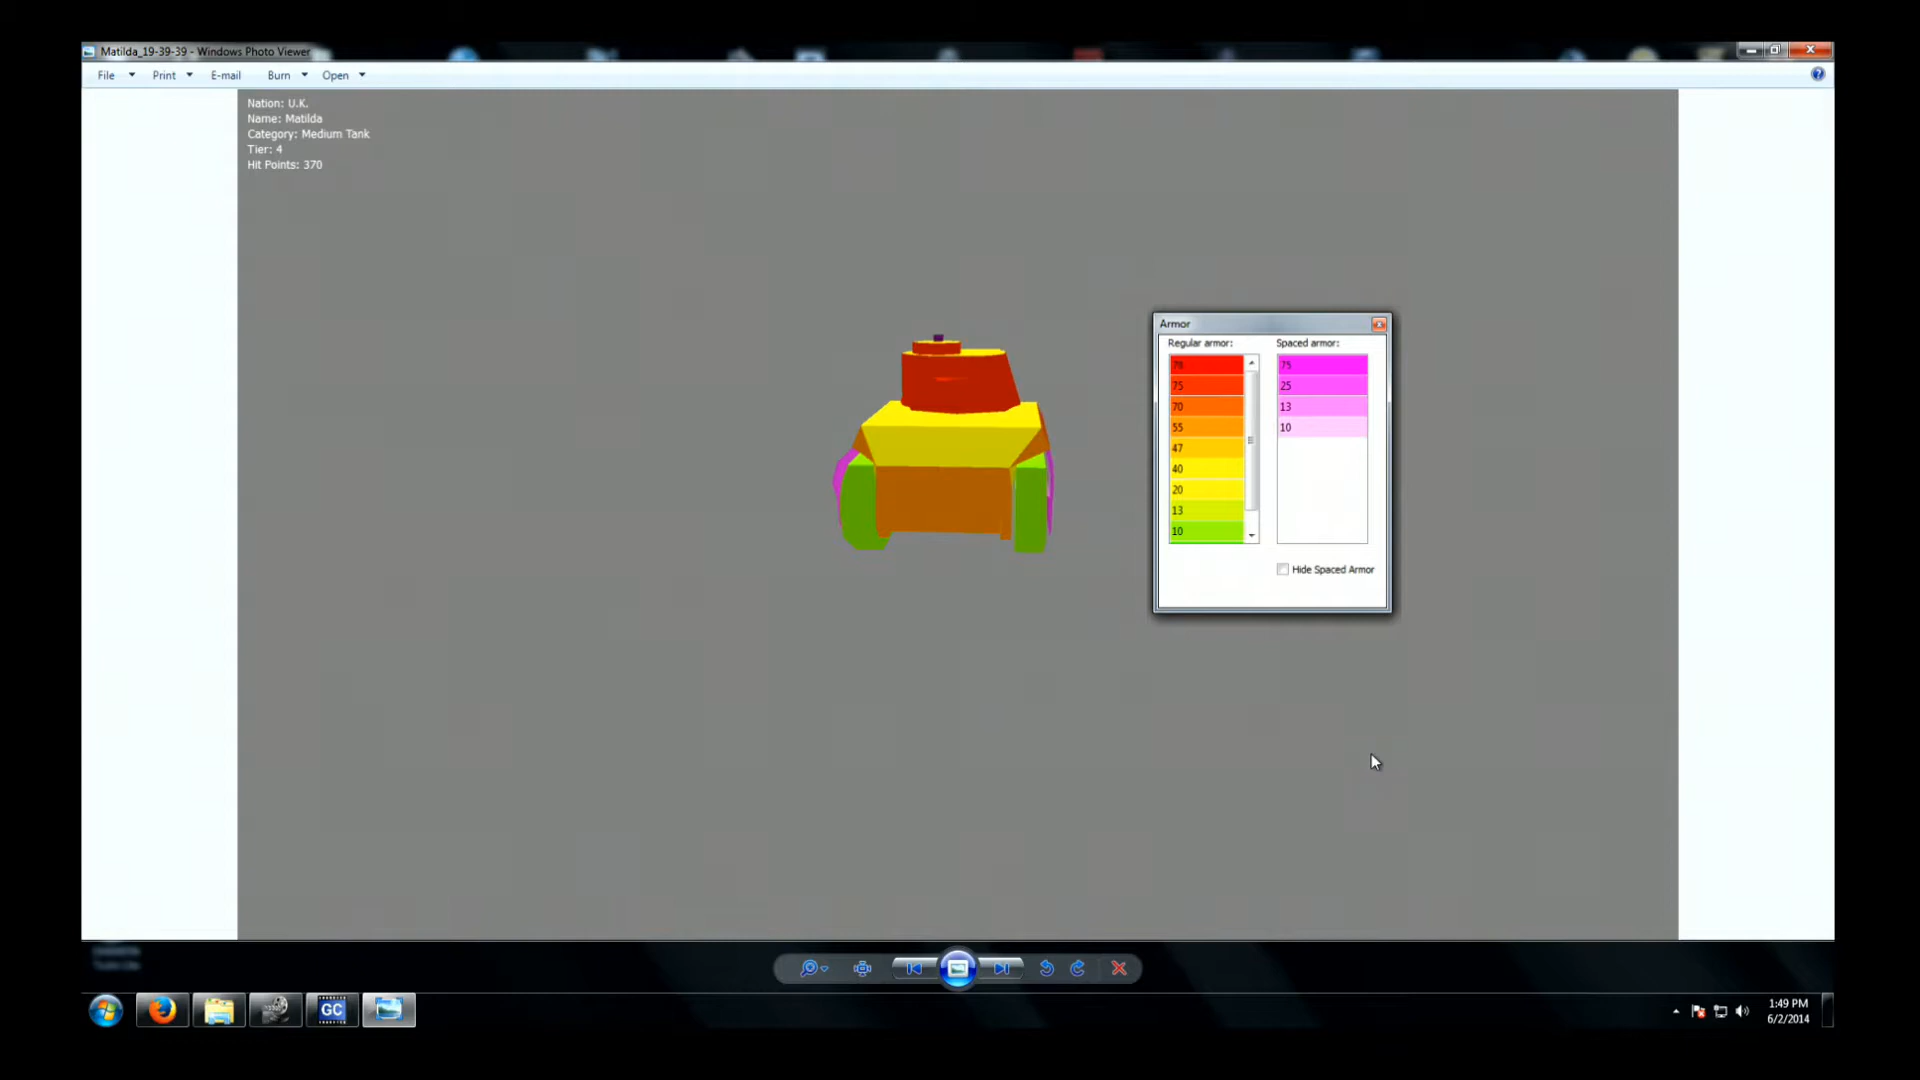 Matilda_19-39-39 - Windows Photo Viewer
File Print E-mail Burn Open
Nation: U.K.
Name: Matilda
Category: Medium Tank
Tier: 4
Hit Points: 370
Armor
Regular armor: Spaced armor:
78 75
75 25
70 13
55 10
47
40
20
13
10
Hide Spaced Armor
GC
1:49 PM
6/2/2014